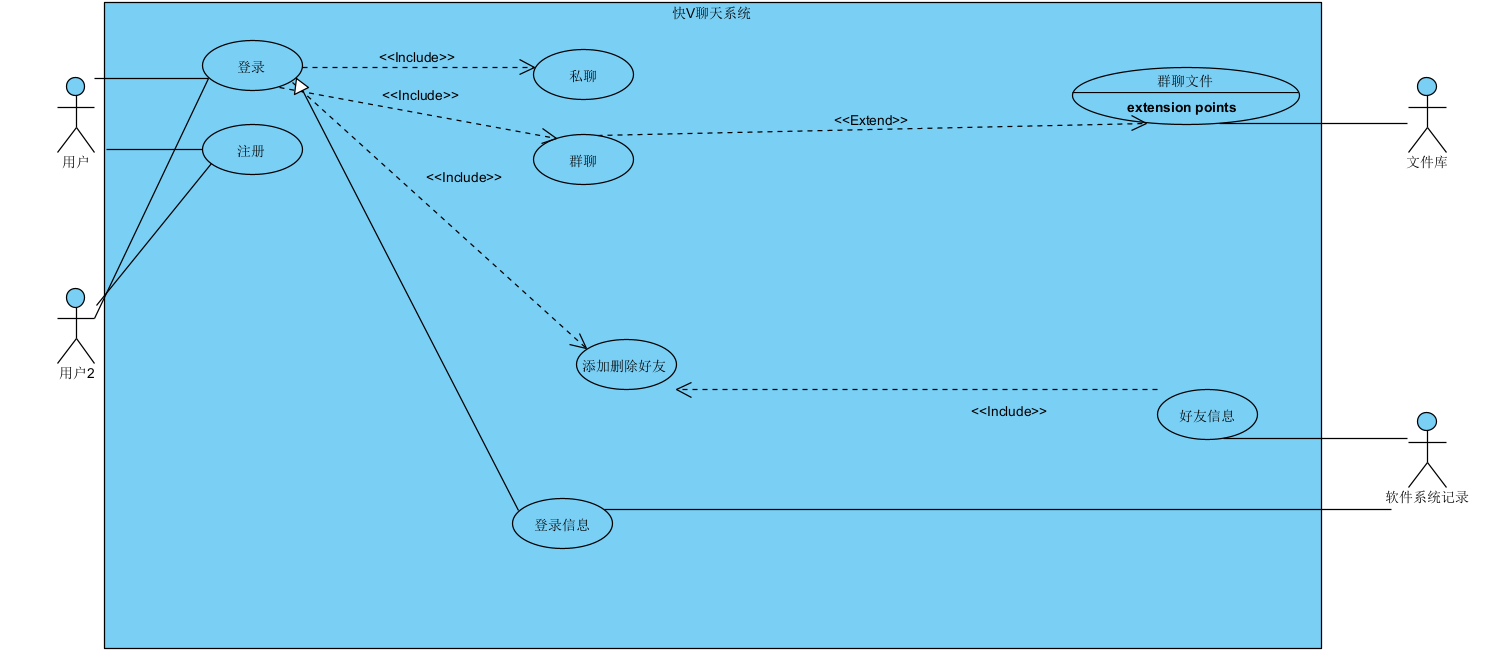 快V聊天系统
登录
<<Include>>
私聊
<<Include>>
群聊文件
extension points
<<Extend>>
注册
群聊
用户
文件库
<<Include>>
添加删除好友
用户2
<<Include>>
好友信息
软件系统记录
登录信息